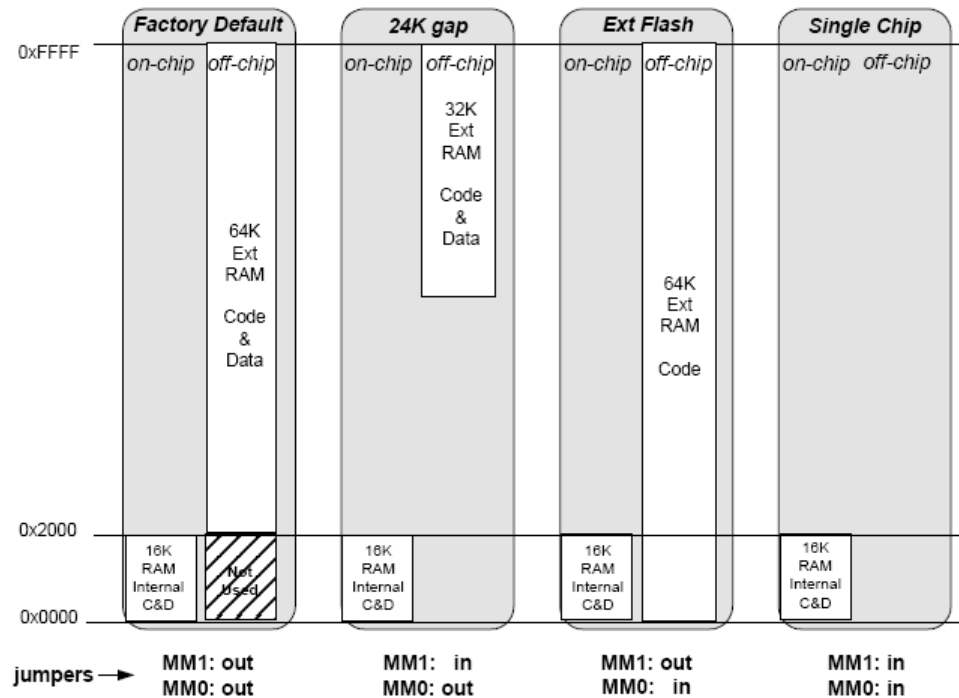 Factory Default
24K gap
Ext Flash
Single Chip
0xFFFF
on-chip off-chip
on-chip off-chip
on-chip off-chip
on-chip off-chip
64K
Ext
RAM
Code
&
Data
32K
Ext
RAM
Code
&
Data
64K
Ext
RAM
Code
0x2000
16K
RAM
Internal
C&D
Not
Used
16K
RAM
Internal
C&D
16K
RAM
Internal
C&D
16K
RAM
Internal
C&D
0x0000
jumpers
MM1: out
MM0: out
MM1: in
MM0: out
MM1: out
MM0: in
MM1: in
MM0: in